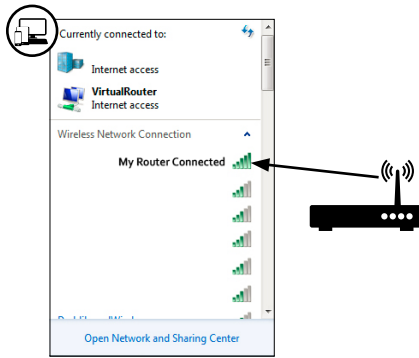 Currently connected to:
Internet access
VirtualRouter
Internet access
Wireless Network Connection
My Router Connected
Open Network and Sharing Center